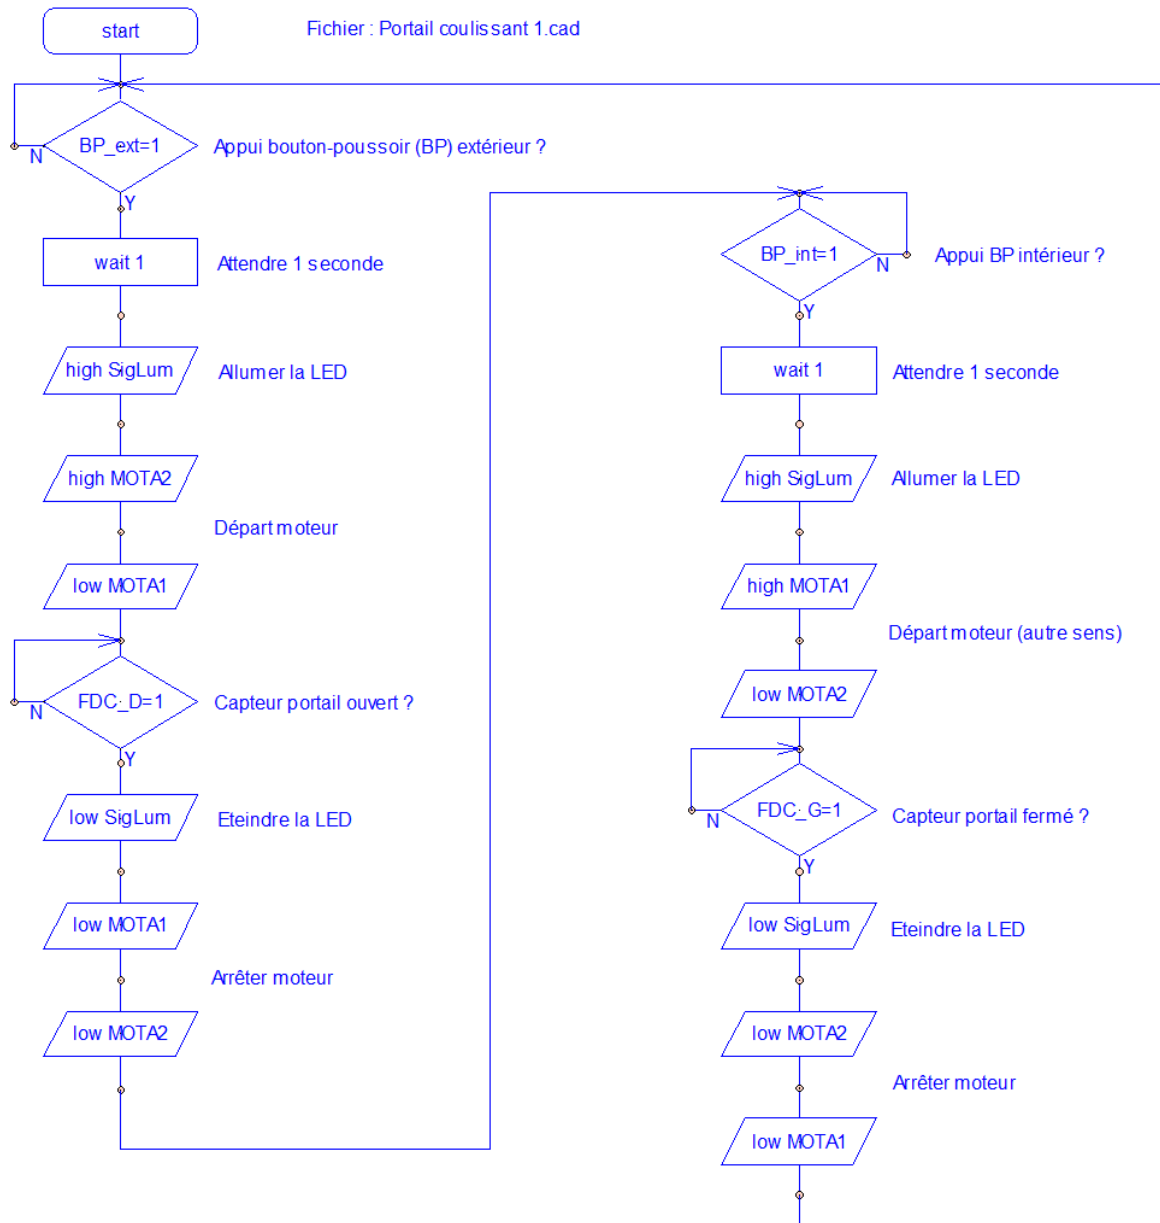 start
Fichier : Portail coulissant 1.cad
BP_ext=1
N
Appui bouton-poussoir (BP) extérieur ?
Y
wait 1
Attendre 1 seconde
high SigLum
Allumer la LED
high MOTA2
Départ moteur
low MOTA1
FDC_D=1
N
Capteur portail ouvert ?
Y
low SigLum
Eteindre la LED
low MOTA1
Arrêter moteur
low MOTA2
BP_int=1
N
Appui BP intérieur ?
Y
wait 1
Attendre 1 seconde
high SigLum
Allumer la LED
high MOTA1
Départ moteur (autre sens)
low MOTA2
FDC_G=1
N
Capteur portail fermé ?
Y
low SigLum
Eteindre la LED
low MOTA2
Arrêter moteur
low MOTA1